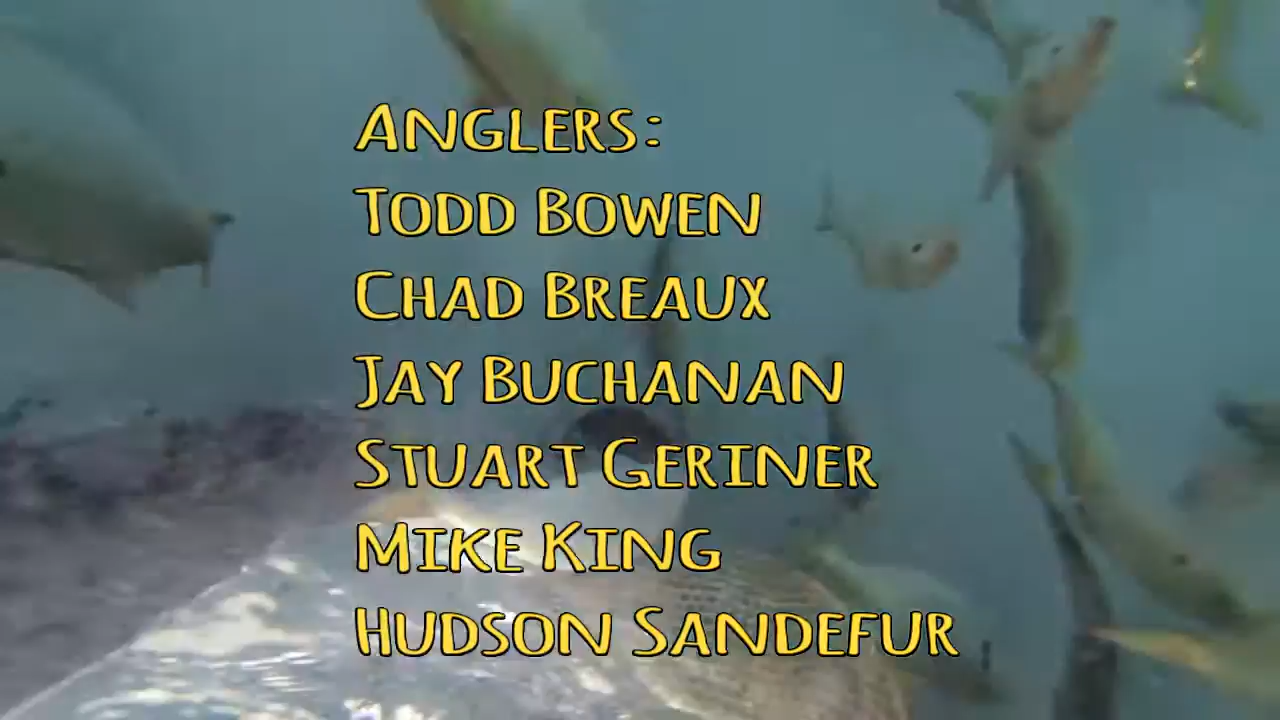 Anglers:
Todd Bowen
Chad Breaux
Jay Buchanan
Stuart Geriner
Mike King
Hudson Sandefur